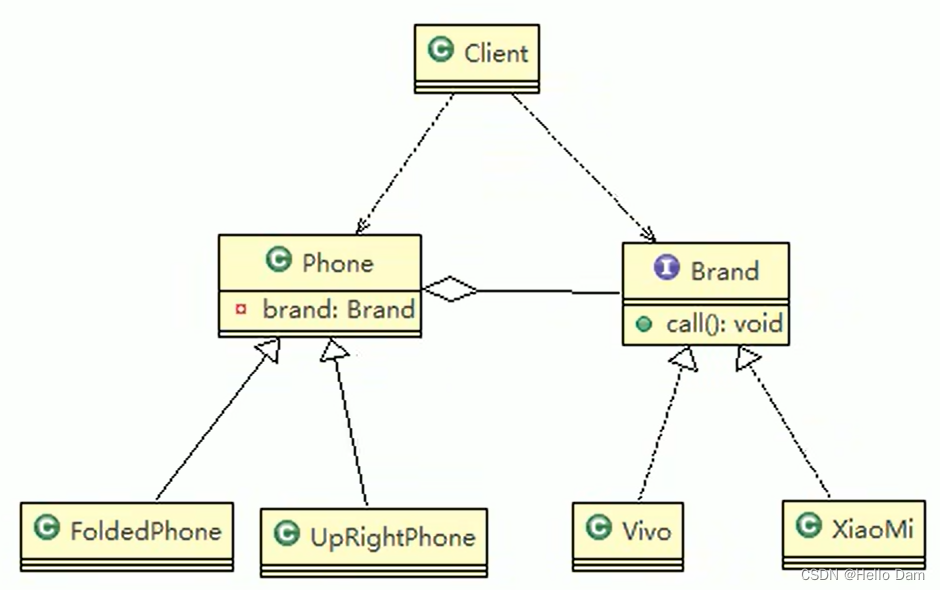 C Client
C Phone
brand: Brand
I Brand
call(): void
C FoldedPhone
C UpRightPhone
C Vivo
C XiaoMi
CSDN @Hello Dam